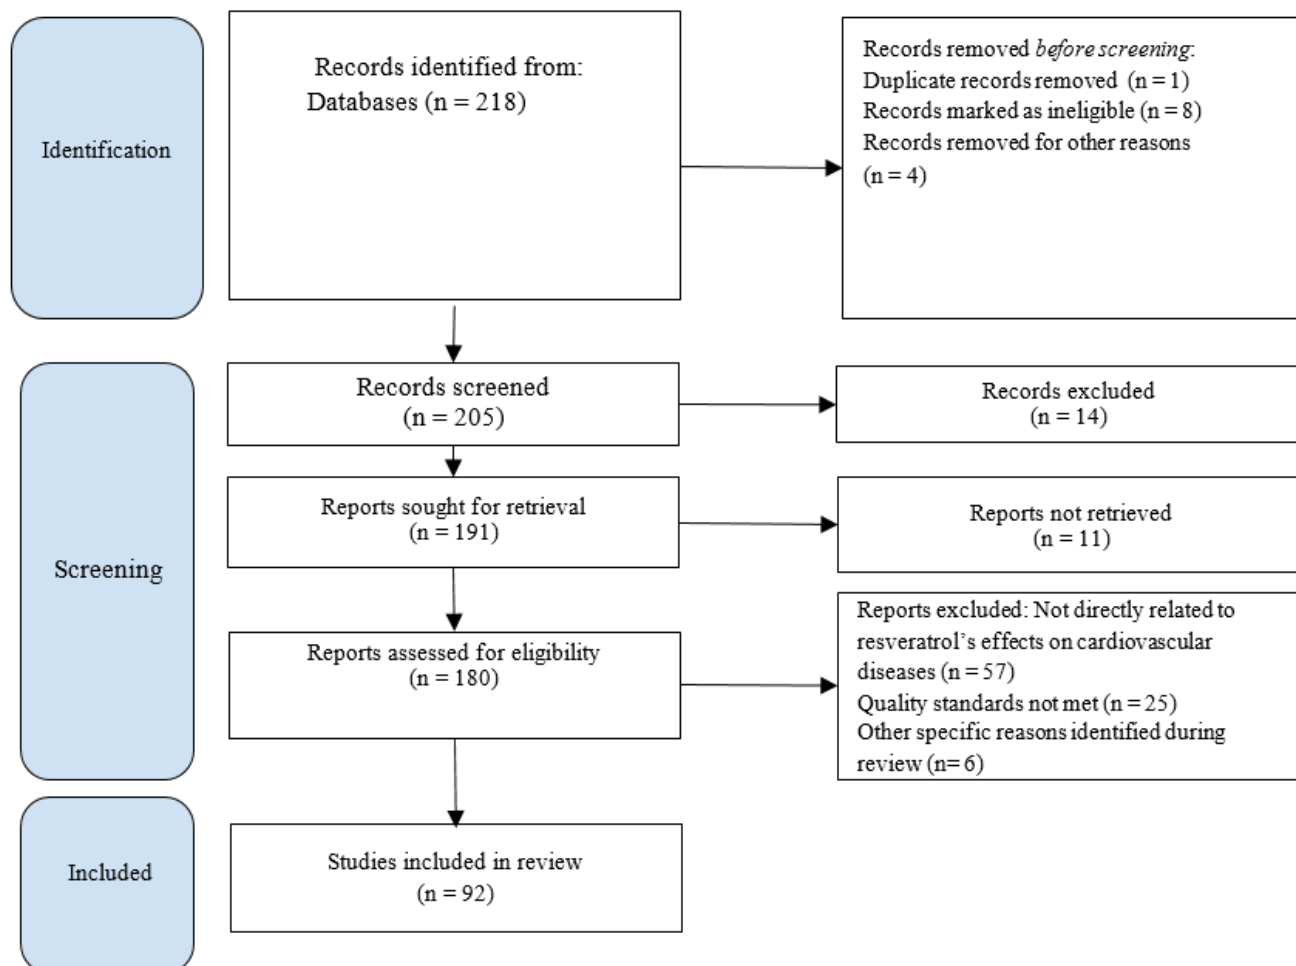 Identification
Records identified from:
Databases (n = 218)
Records removed before screening:
Duplicate records removed (n = 1)
Records marked as ineligible (n = 8)
Records removed for other reasons
(n = 4)
Screening
Records screened
(n = 205)
Records excluded
(n = 14)
Reports sought for retrieval
(n = 191)
Reports not retrieved
(n = 11)
Reports assessed for eligibility
(n = 180)
Reports excluded: Not directly related to
resveratrol’s effects on cardiovascular
diseases (n = 57)
Quality standards not met (n = 25)
Other specific reasons identified during
review (n= 6)
Included
Studies included in review
(n = 92)